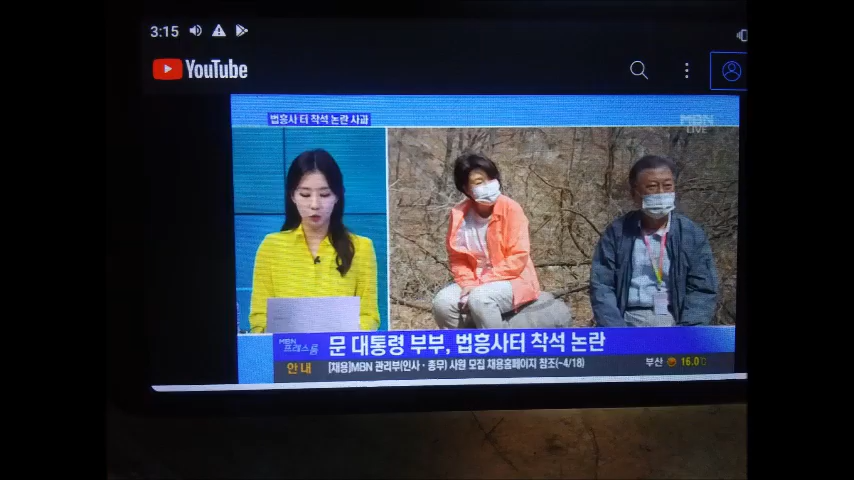 3:15
YouTube
법흥사 터 착석 논란 사과
MBN
LIVE
MBN
프레스룸
문 대통령 부부, 법흥사터 착석 논란
안내
[채용]MBN 관리부(인사·총무) 사원 모집 채용홈페이지 참조(~4/18)
부산 16.0℃